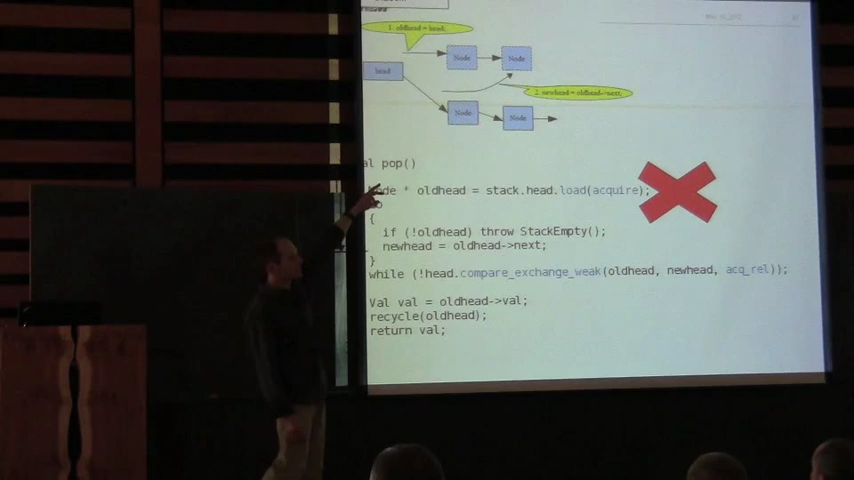 1. oldhead = head;
Node
Node
head
2. newhead = oldhead->next;
Node
Node
al pop()
Node * oldhead = stack.head.load(acquire);
{
if (!oldhead) throw StackEmpty();
newhead = oldhead->next;
}
while (!head.compare_exchange_weak(oldhead, newhead, acq_rel));
Val val = oldhead->val;
recycle(oldhead);
return val;